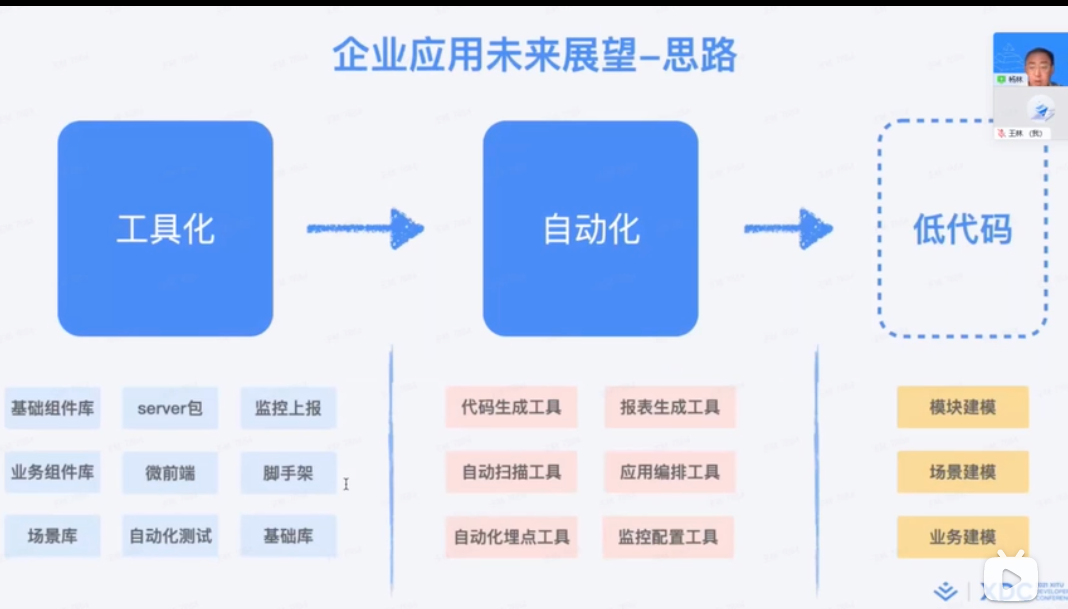 企业应用未来展望-思路
杨林
王林 (我)
工具化
自动化
低代码
基础组件库
server包
监控上报
业务组件库
微前端
脚手架
场景库
自动化测试
基础库
代码生成工具
报表生成工具
自动扫描工具
应用编排工具
自动化埋点工具
监控配置工具
模块建模
场景建模
业务建模
XDC